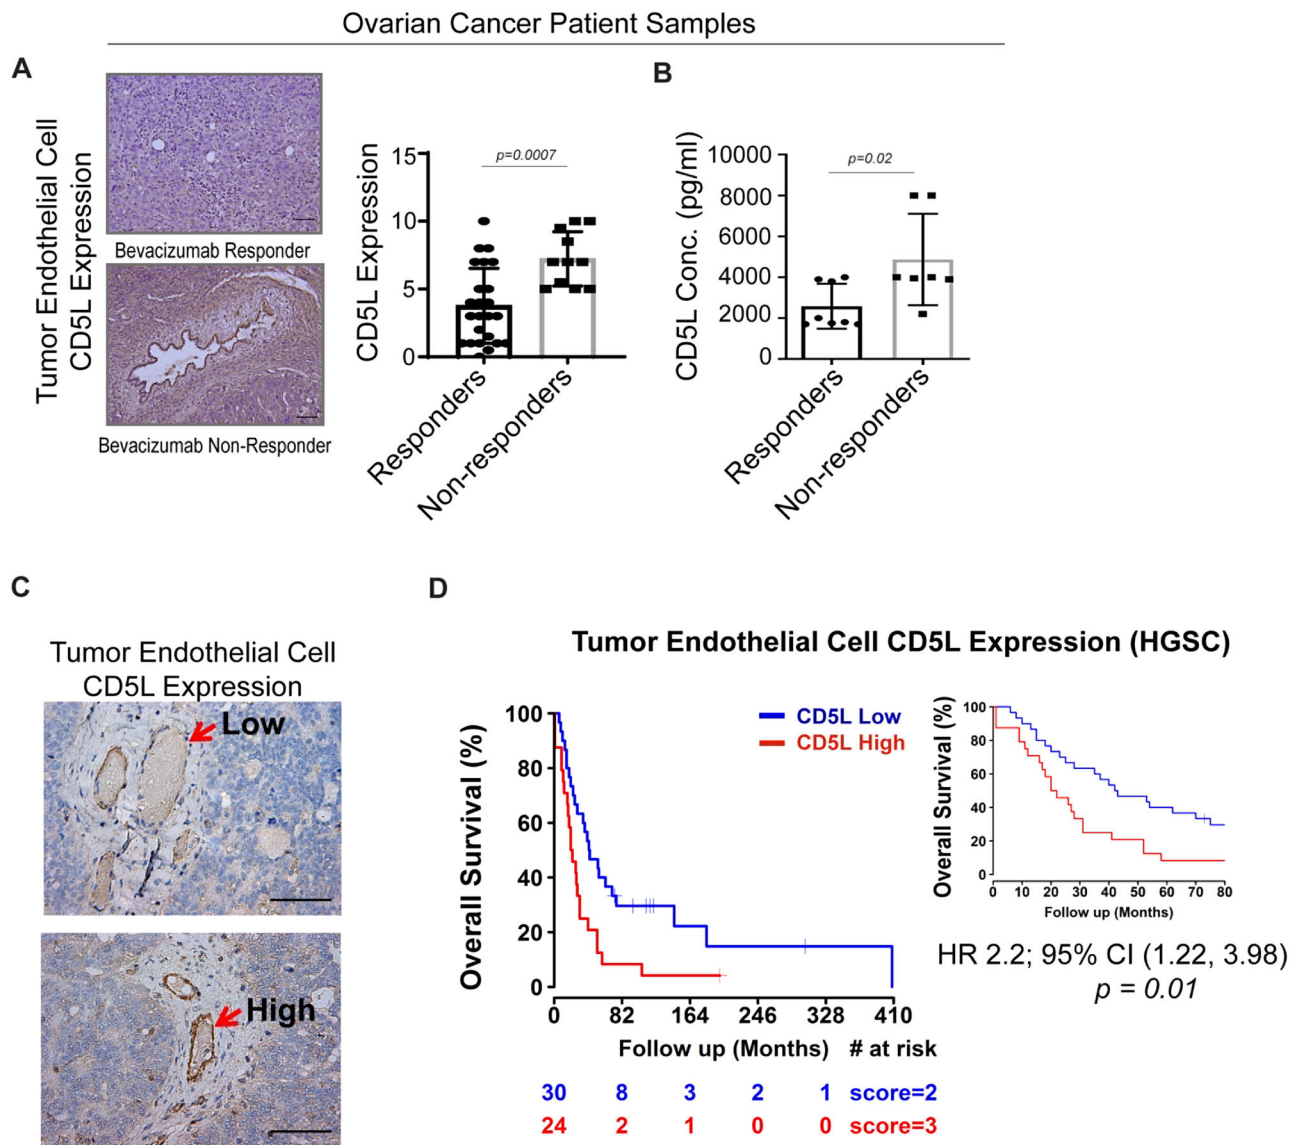 Ovarian Cancer Patient Samples
A
Tumor Endothelial Cell
CD5L Expression
Bevacizumab Responder
Bevacizumab Non-Responder
CD5L Expression
15
10
5
0
p=0.0007
Responders
Non-responders
B
CD5L Conc. (pg/ml)
10000
8000
6000
4000
2000
0
p=0.02
Responders
Non-responders
C
Tumor Endothelial Cell
CD5L Expression
Low
High
D
Tumor Endothelial Cell CD5L Expression (HGSC)
Overall Survival (%)
100
80
60
40
20
0
CD5L Low
CD5L High
0 82 164 246 328 410
Follow up (Months) # at risk
30 8 3 2 1 score=2
24 2 1 0 0 score=3
Overall Survival (%)
100
80
60
40
20
0
0 10 20 30 40 50 60 70 80
Follow up (Months)
HR 2.2; 95% CI (1.22, 3.98)
p = 0.01